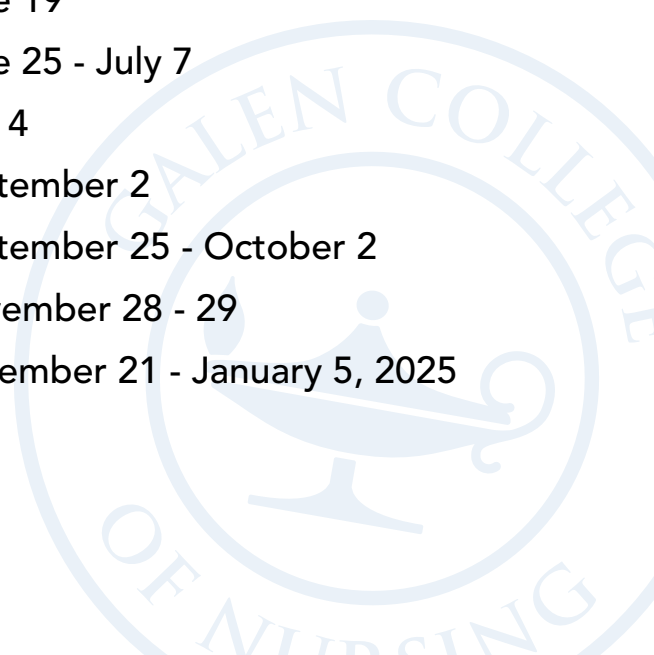 e 19
e 25 - July 7
4
tember 2
tember 25 - October 2
ember 28 - 29
ember 21 - January 5, 2025
GALEN COLLEGE
OF NURSING